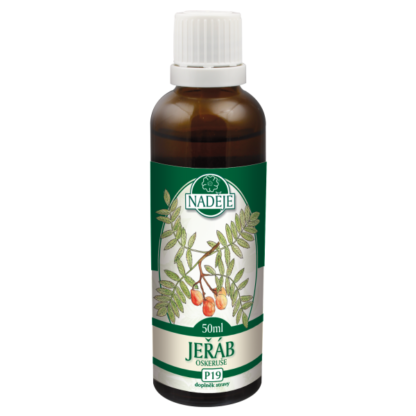 NADĚJE
50ml
JEŘÁB
OSKERUŠE
P19
doplněk stravy